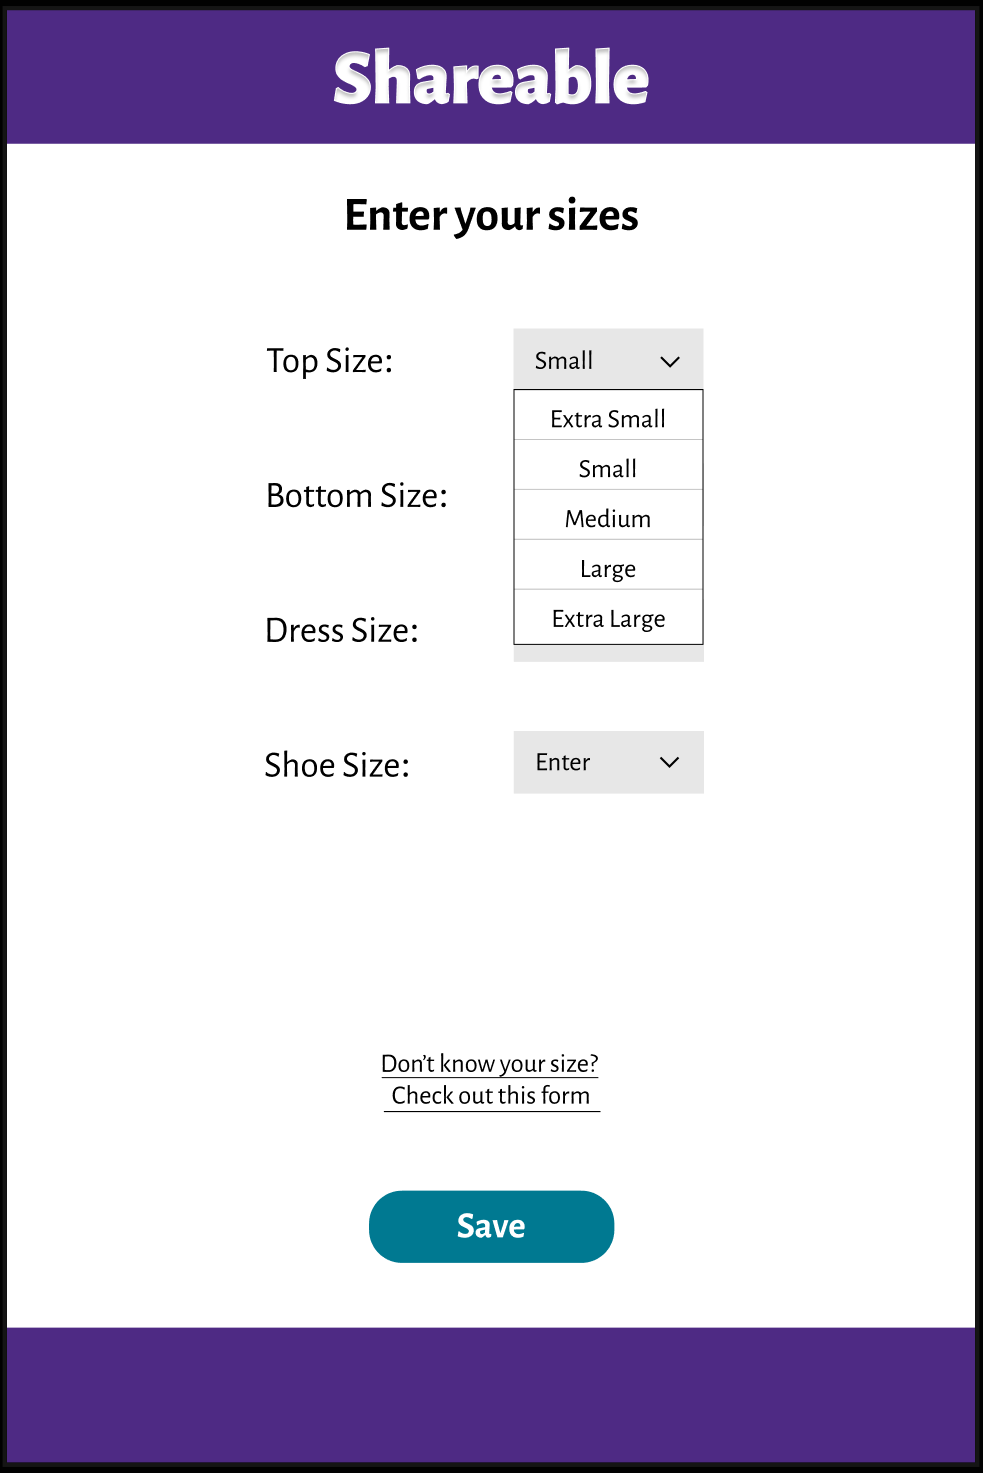 Shareable
Enter your sizes
Top Size:
Small
Extra Small
Small
Medium
Large
Extra Large
Bottom Size:
Dress Size:
Shoe Size:
Enter
Don't know your size?
Check out this form
Save